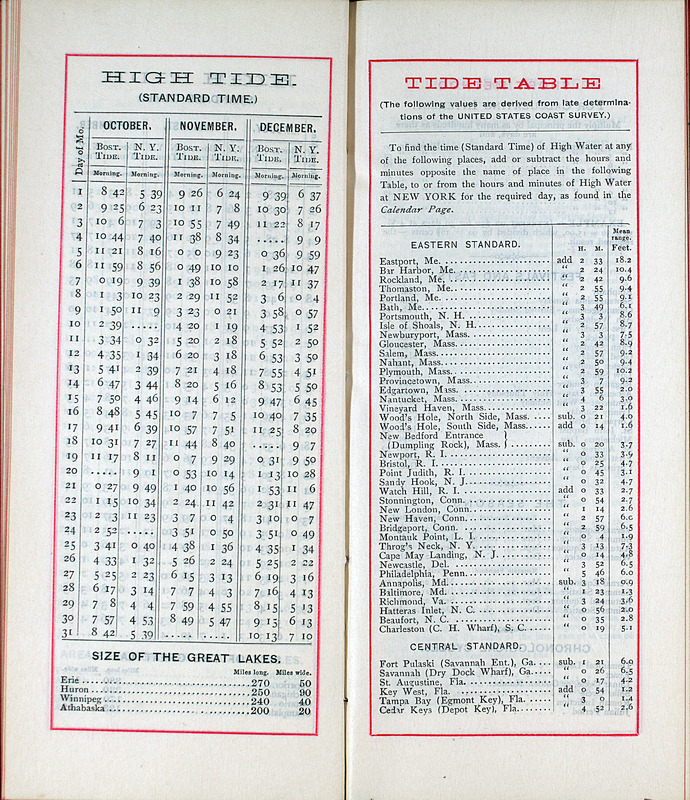 HIGH TIDE.
(STANDARD TIME.)
Day of Mo. OCTOBER. NOVEMBER. DECEMBER.
BOST. TIDE. N. Y. TIDE. BOST. TIDE. N. Y. TIDE. BOST. TIDE. N. Y. TIDE.
Morning. Morning. Morning. Morning. Morning. Morning.
1 8 42 5 39 9 26 6 24 9 39 6 37
2 9 25 6 23 10 11 7 8 10 30 7 26
3 10 6 7 3 10 55 7 49 11 22 8 17
4 10 44 7 40 11 38 8 34 ..... 9 9
5 11 21 8 16 0 0 9 23 0 36 9 59
6 11 59 8 56 0 49 10 10 1 26 10 47
7 0 19 9 39 1 38 10 58 2 17 11 37
8 1 3 10 23 2 29 11 52 3 6 0 4
9 1 50 11 9 3 23 0 21 3 58 0 57
10 2 39 ..... 4 20 1 19 4 53 1 52
11 3 34 0 32 5 20 2 18 5 52 2 50
12 4 35 1 34 6 20 3 18 6 53 3 50
13 5 41 2 39 7 21 4 18 7 55 4 51
14 6 47 3 44 8 20 5 16 8 53 5 50
15 7 50 4 46 9 14 6 12 9 47 6 45
16 8 48 5 45 10 7 7 5 10 40 7 35
17 9 41 6 39 10 57 7 51 11 25 8 20
18 10 31 7 27 11 44 8 40 ..... 9 7
19 11 17 8 11 0 7 9 29 0 31 9 50
20 ..... 9 0 53 10 14 1 13 10 28
21 0 27 9 49 1 40 10 56 1 53 11 6
22 1 15 10 34 2 24 11 42 2 31 11 47
23 2 3 11 23 3 7 0 4 3 10 0 7
24 2 52 ..... 3 51 0 50 3 51 0 49
25 3 41 0 40 4 38 1 36 4 35 1 34
26 4 33 1 32 5 26 2 24 5 25 2 22
27 5 25 2 23 6 15 3 13 6 19 3 16
28 6 17 3 14 7 7 4 3 7 16 4 13
29 7 8 4 4 7 59 4 55 8 15 5 13
30 7 57 4 53 8 49 5 47 9 15 6 13
31 8 42 5 39 ..... ..... 10 13 7 10
SIZE OF THE GREAT LAKES.
Miles long. Miles wide.
Erie 270 50
Huron 250 90
Winnipeg 240 40
Athabaska 200 20
TIDE TABLE
(The following values are derived from late determina-
tions of the UNITED STATES COAST SURVEY.)
To find the time (Standard Time) of High Water at any
of the following places, add or subtract the hours and
minutes opposite the name of place in the following
Table, to or from the hours and minutes of High Water
at NEW YORK for the required day, as found in the
Calendar Page.
EASTERN STANDARD. H. M. Mean range. Feet.
Eastport, Me. add 2 33 18.2
Bar Harbor, Me. " 2 24 10.4
Rockland, Me. " 2 42 9.6
Thomaston, Me. " 2 55 9.4
Portland, Me. " 2 55 9.1
Bath, Me. " 3 49 6.1
Portsmouth, N. H. " 3 3 8.6
Isle of Shoals, N. H. " 2 57 8.7
Newburyport, Mass. " 3 3 7.5
Gloucester, Mass. " 2 42 8.9
Salem, Mass. " 2 57 9.2
Nahant, Mass. " 2 50 9.4
Plymouth, Mass. " 2 59 10.2
Provincetown, Mass. " 3 7 9.2
Edgartown, Mass. " 3 55 2.0
Nantucket, Mass. " 4 6 3.0
Vineyard Haven, Mass. " 3 22 1.6
Wood's Hole, North Side, Mass. sub. 0 21 4.0
Wood's Hole, South Side, Mass. add 0 14 1.6
New Bedford Entrance }
(Dumpling Rock), Mass. } sub. 0 20 3.7
Newport, R. I. " 0 33 3.9
Bristol, R. I. " 0 25 4.7
Point Judith, R. I. " 0 45 3.1
Sandy Hook, N. J. " 0 32 4.7
Watch Hill, R. I. add 0 33 2.7
Stonnington, Conn. " 0 54 2.7
New London, Conn. " 1 14 2.6
New Haven, Conn. " 2 57 6.0
Bridgeport, Conn. " 2 59 6.5
Montauk Point, L. I. " 0 4 1.9
Throg's Neck, N. Y. " 3 13 7.3
Cape May Landing, N. J. " 0 14 4.8
Newcastle, Del. " 3 52 6.5
Philadelphia, Penn. " 5 46 6.0
Annapolis, Md. sub. 3 18 0.9
Baltimore, Md. " 1 23 1.3
Richmond, Va. " 3 24 3.6
Hatteras Inlet, N. C. " 0 56 2.0
Beaufort, N. C. " 0 35 2.8
Charleston (C. H. Wharf), S. C. " 0 19 5.1
CENTRAL STANDARD.
Fort Pulaski (Savannah Ent.), Ga. sub. 1 21 6.9
Savannah (Dry Dock Wharf), Ga. " 0 26 6.5
St. Augustine, Fla. " 0 17 4.2
Key West, Fla. add 0 54 1.2
Tampa Bay (Egmont Key), Fla. " 3 0 1.4
Cedar Keys (Depot Key), Fla. " 4 52 2.6